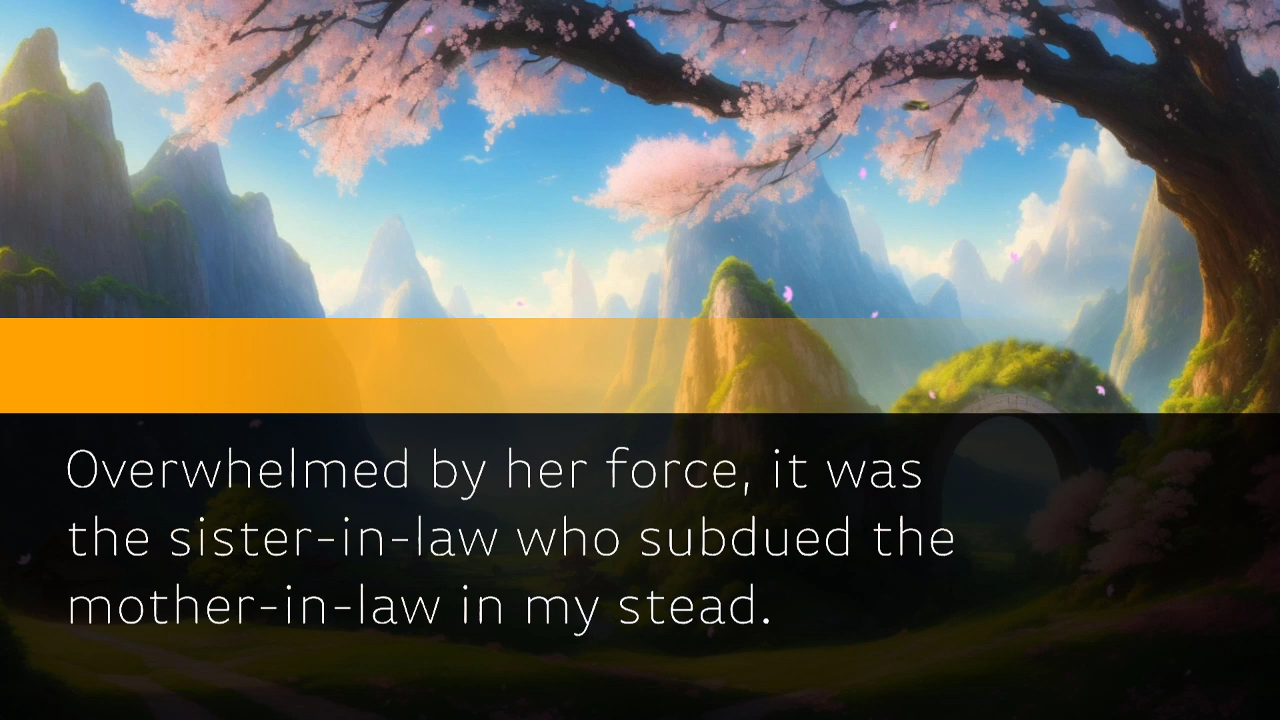 Overwhelmed by her force, it was
the sister-in-law who subdued the
mother-in-law in my stead.